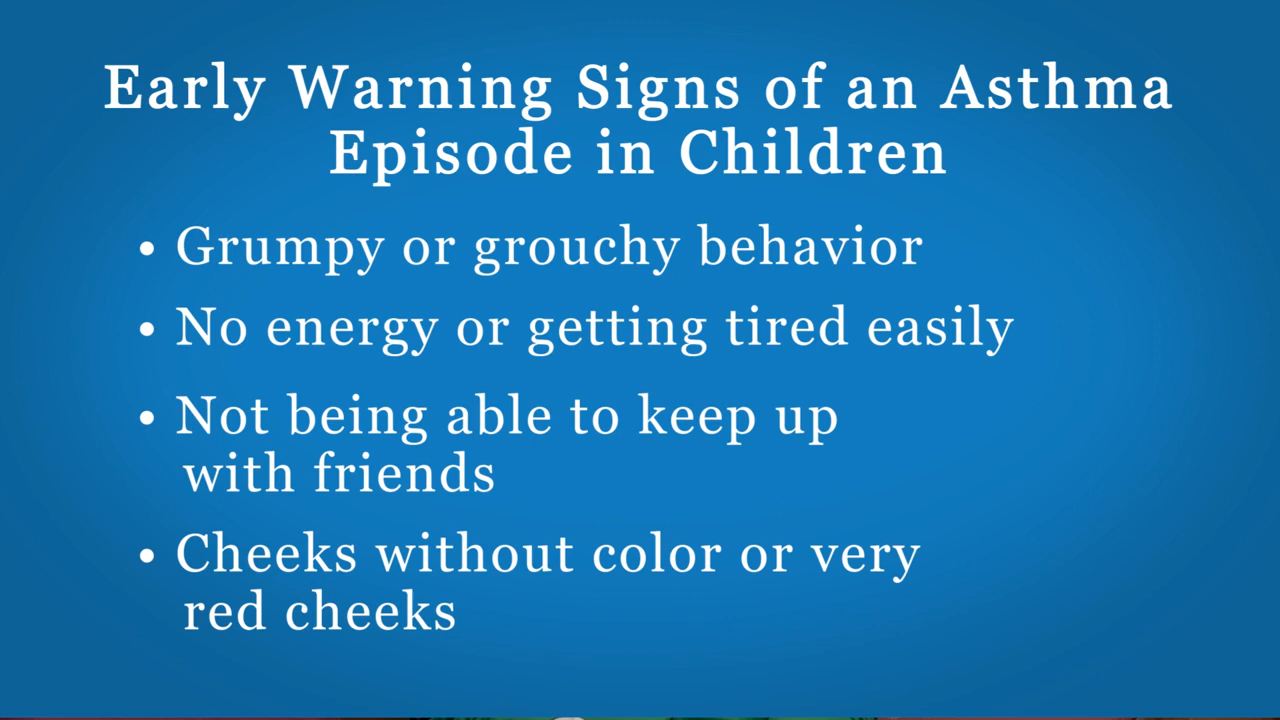 Early Warning Signs of an Asthma
Episode in Children
• Grumpy or grouchy behavior
• No energy or getting tired easily
• Not being able to keep up
with friends
• Cheeks without color or very
red cheeks